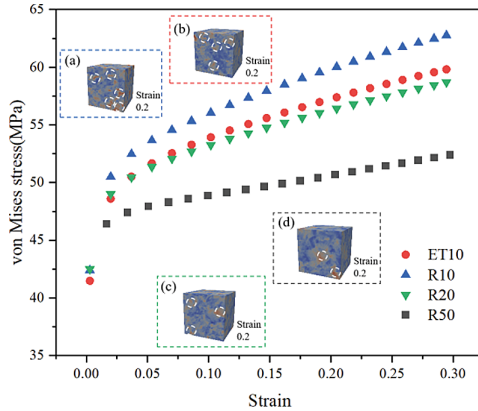 65
60
55
50
45
40
35
von Mises stress(MPa)
(a)
Strain
0.2
(b)
Strain
0.2
(c)
Strain
0.2
(d)
Strain
0.2
ET10
R10
R20
R50
0.00
0.05
0.10
0.15
0.20
0.25
0.30
Strain